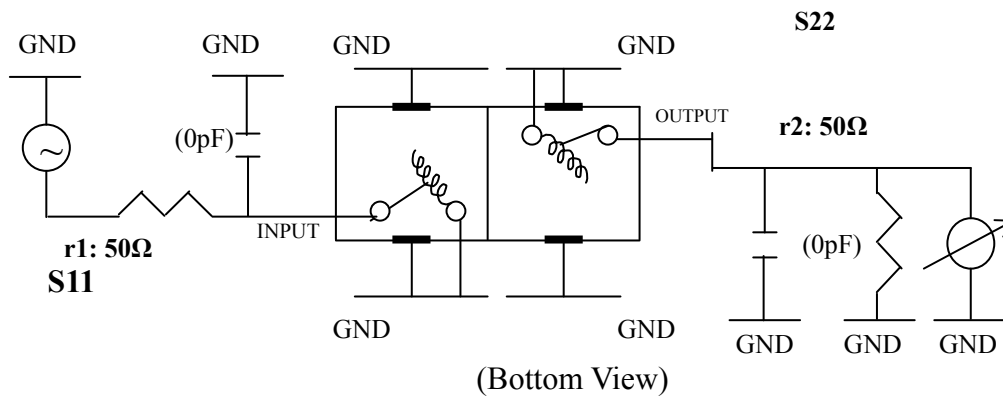 S22
GND
GND
GND
GND
(0pF)
OUTPUT
r2: 50Ω
INPUT
r1: 50Ω
S11
(0pF)
GND
GND
GND
GND
GND
(Bottom View)